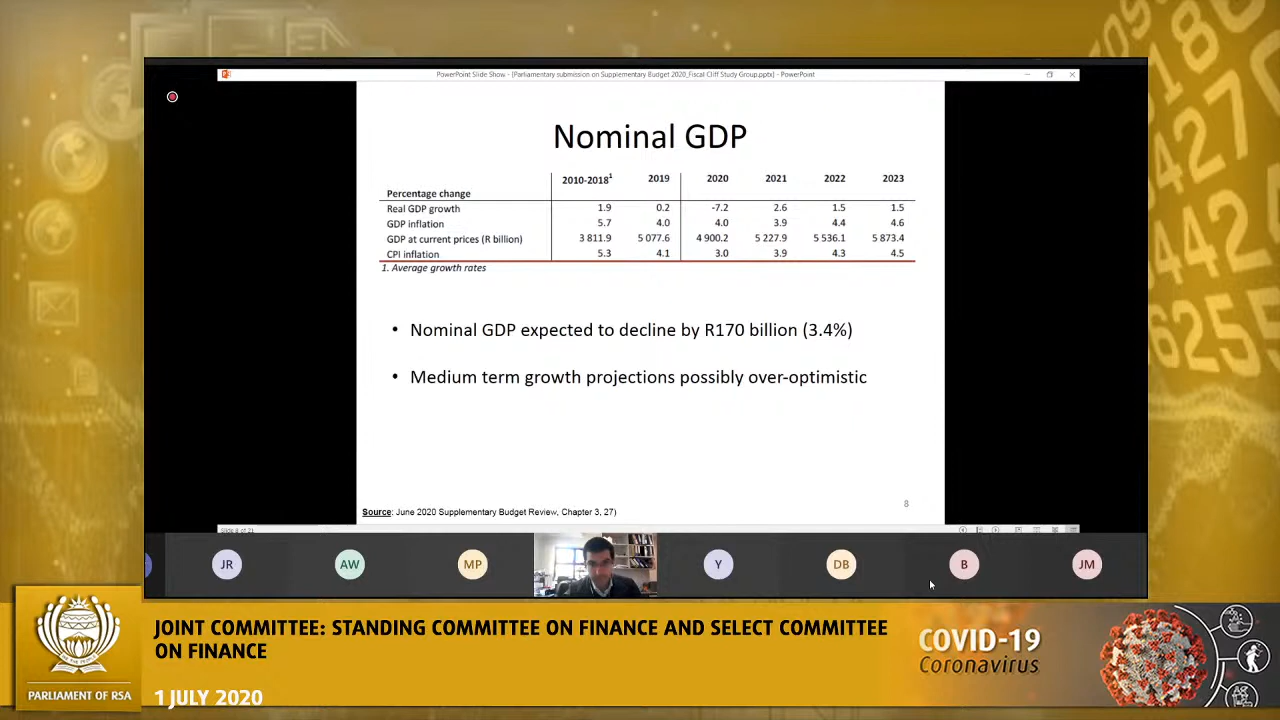 PowerPoint Slide Show - [Parliamentary submission on Supplementary Budget 2020_Fiscal Cliff Study Group.pptx] - PowerPoint
Nominal GDP
Percentage change 2010-2018¹ 2019 2020 2021 2022 2023
Real GDP growth 1.9 0.2 -7.2 2.6 1.5 1.5
GDP inflation 5.7 4.0 4.0 3.9 4.4 4.6
GDP at current prices (R billion) 3 811.9 5 077.6 4 900.2 5 227.9 5 536.1 5 873.4
CPI inflation 5.3 4.1 3.0 3.9 4.3 4.5
1. Average growth rates
• Nominal GDP expected to decline by R170 billion (3.4%)
• Medium term growth projections possibly over-optimistic
8
Source: June 2020 Supplementary Budget Review, Chapter 3, 27)
Slide 8 of 21
JR AW MP Y DB B JM
JOINT COMMITTEE: STANDING COMMITTEE ON FINANCE AND SELECT COMMITTEE
ON FINANCE
1 JULY 2020
PARLIAMENT OF RSA
COVID-19
Coronavirus